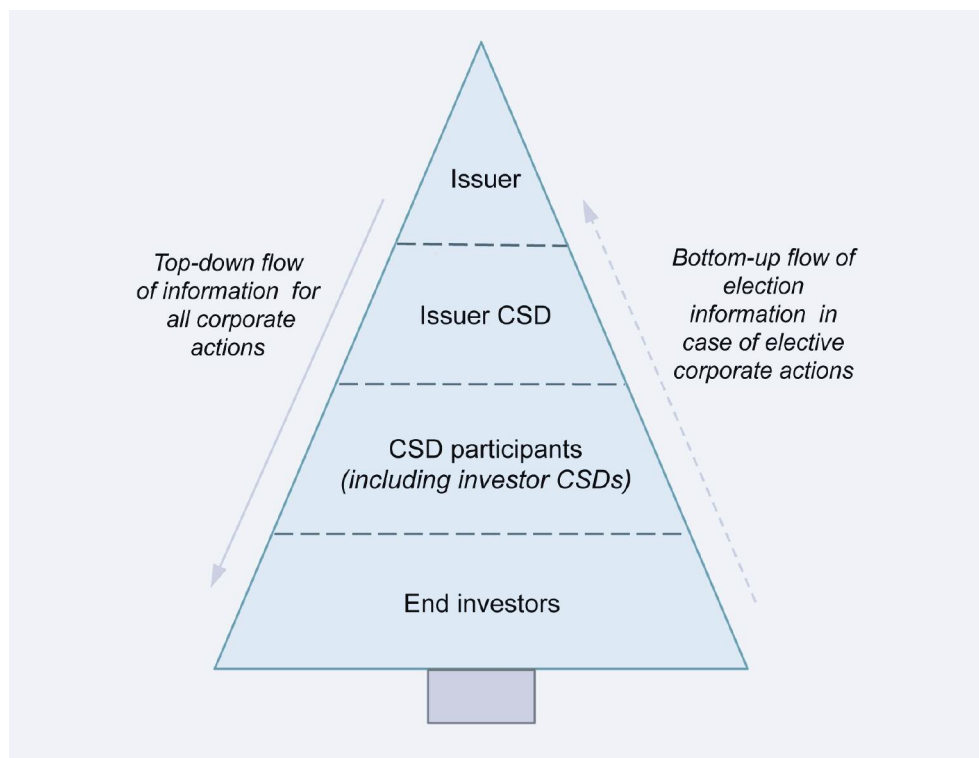 Issuer
Top-down flow
of information for
all corporate
actions
Bottom-up flow of
election
information in
case of elective
corporate actions
Issuer CSD
CSD participants
(including investor CSDs)
End investors